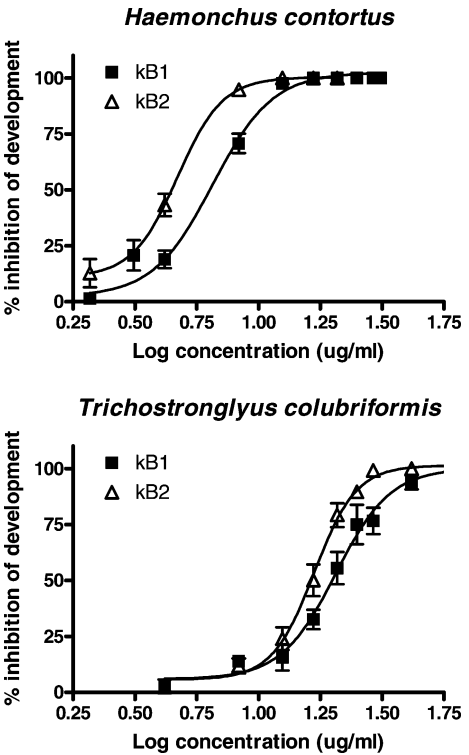 Haemonchus contortus
% inhibition of development
100
75
50
25
0
kB1
kB2
0.25 0.50 0.75 1.00 1.25 1.50 1.75
Log concentration (ug/ml)
Trichostronglyus colubriformis
% inhibition of development
100
75
50
25
0
kB1
kB2
0.25 0.50 0.75 1.00 1.25 1.50 1.75
Log concentration (ug/ml)